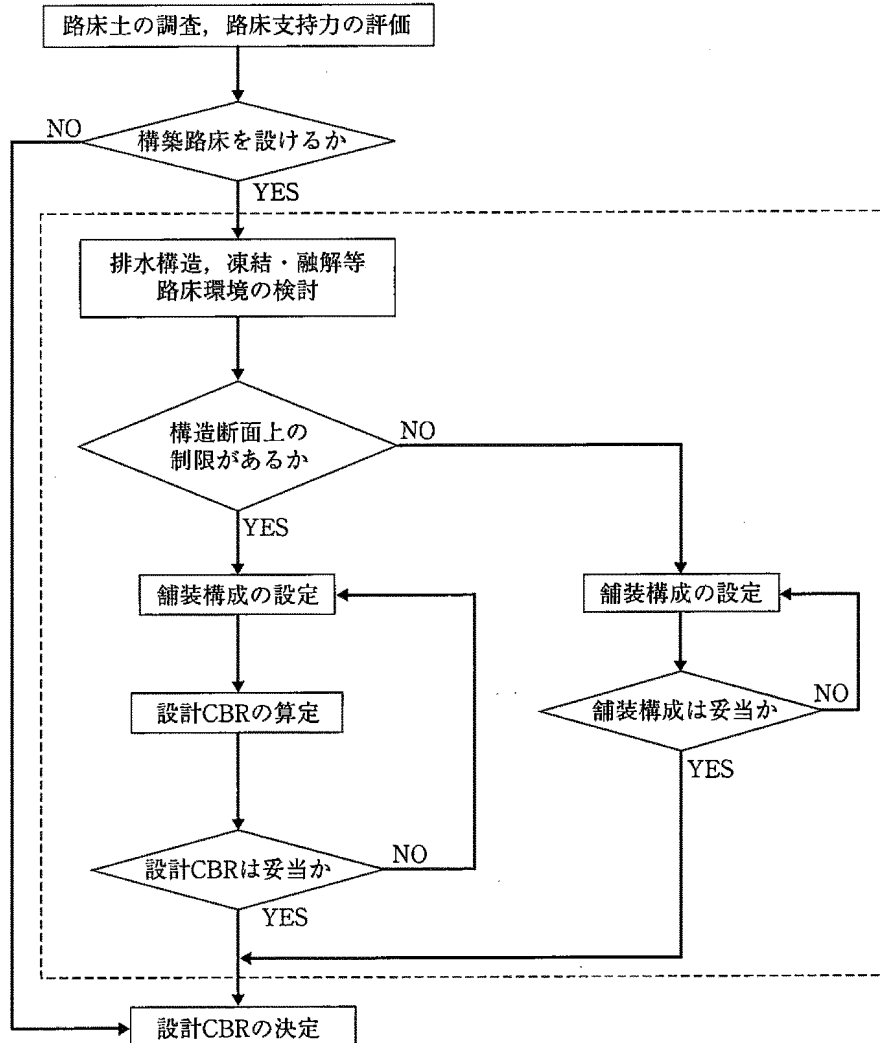 路床土の調査，路床支持力の評価
NO
構築路床を設けるか
YES
排水構造，凍結・融解等
路床環境の検討
構造断面上の
制限があるか
NO
YES
舗装構成の設定
舗装構成の設定
設計CBRの算定
舗装構成は妥当か
NO
YES
設計CBRは妥当か
NO
YES
設計CBRの決定